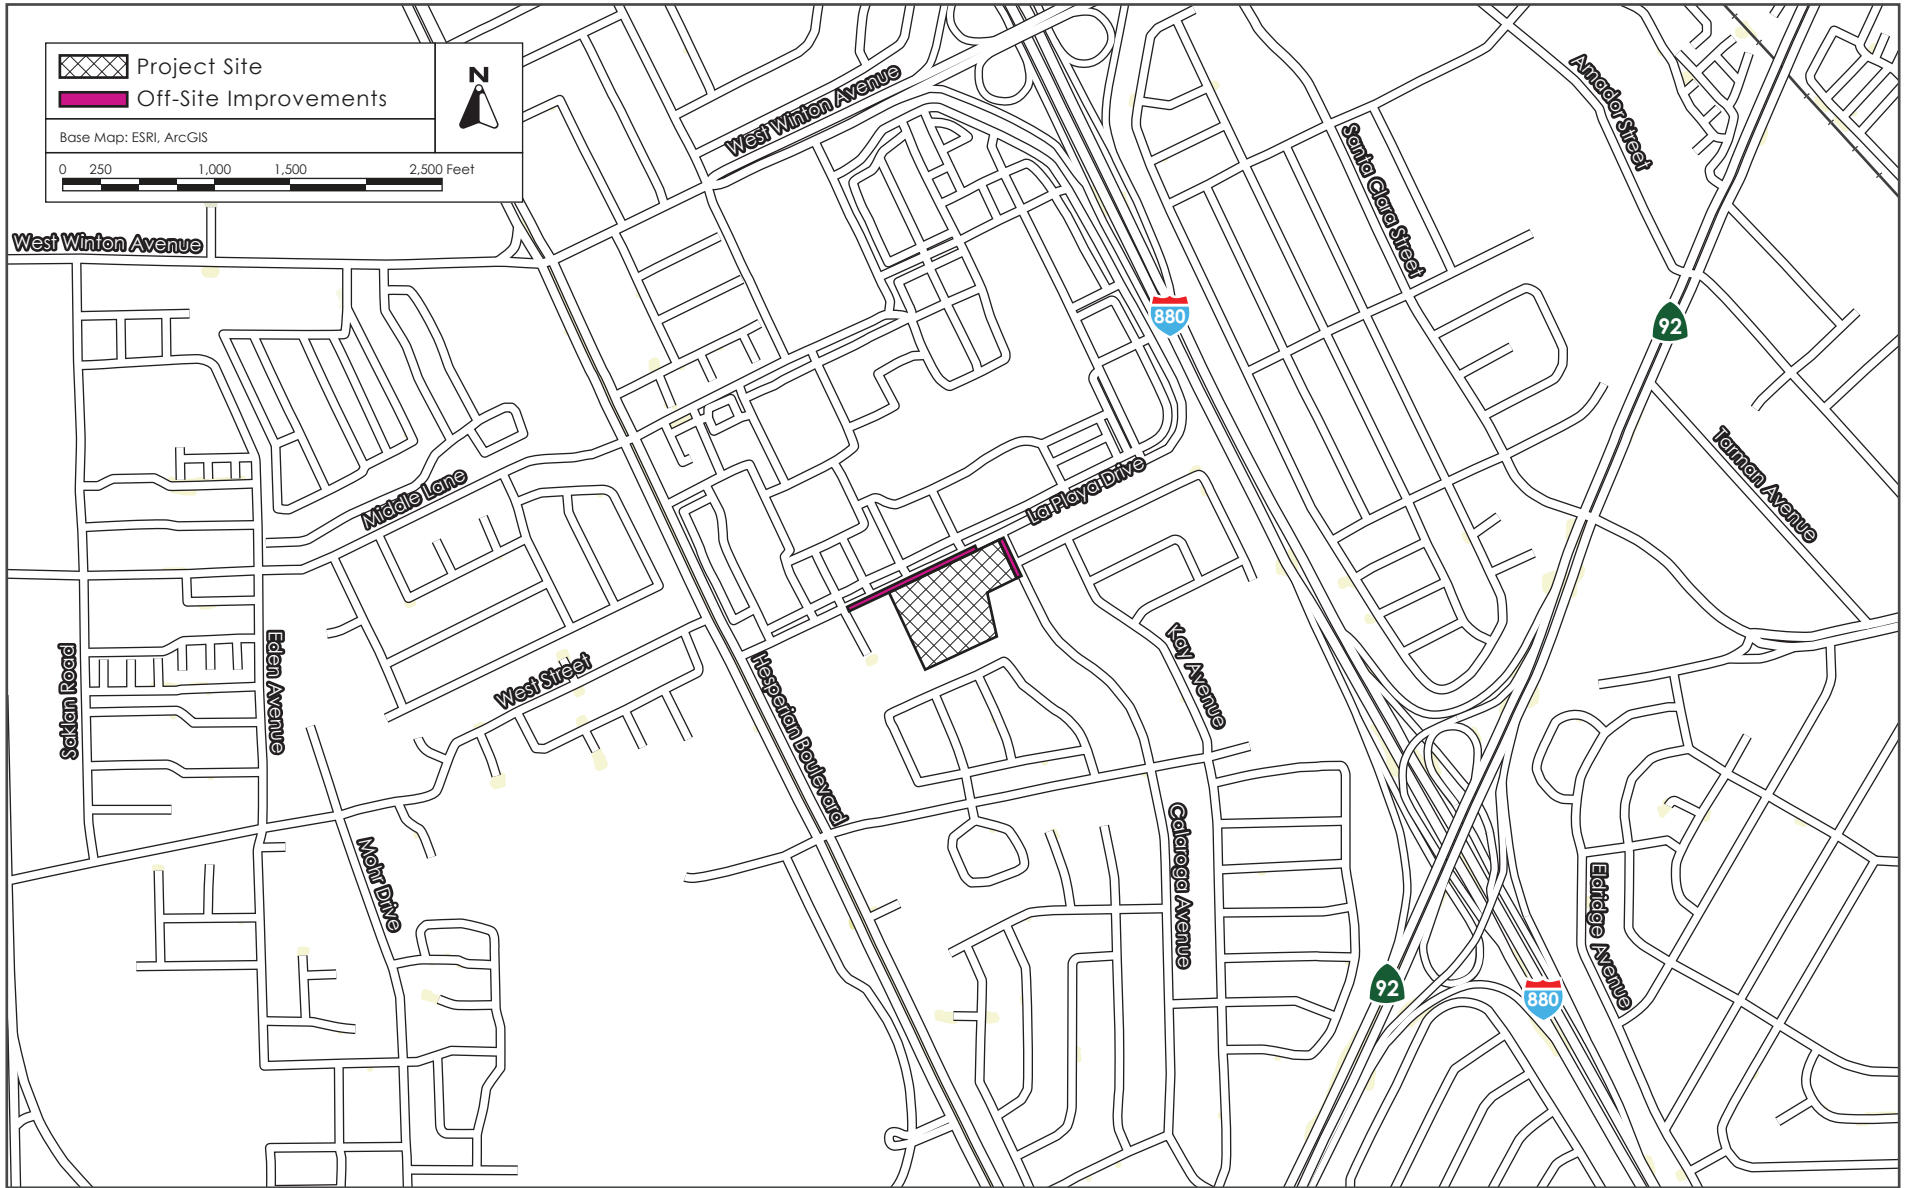 Project Site
N
Off-Site Improvements
Base Map: ESRI, ArcGIS
0 250 1,000 1,500 2,500 Feet
West Winton Avenue
Amador Street
Santa Clara Street
West Winton Avenue
880
92
Tarman Avenue
La Playa Drive
Middle Lane
Kay Avenue
West Street
Eden Avenue
Saklan Road
Hesperian Boulevard
Calaroga Avenue
Mohr Drive
Eldridge Avenue
92
880